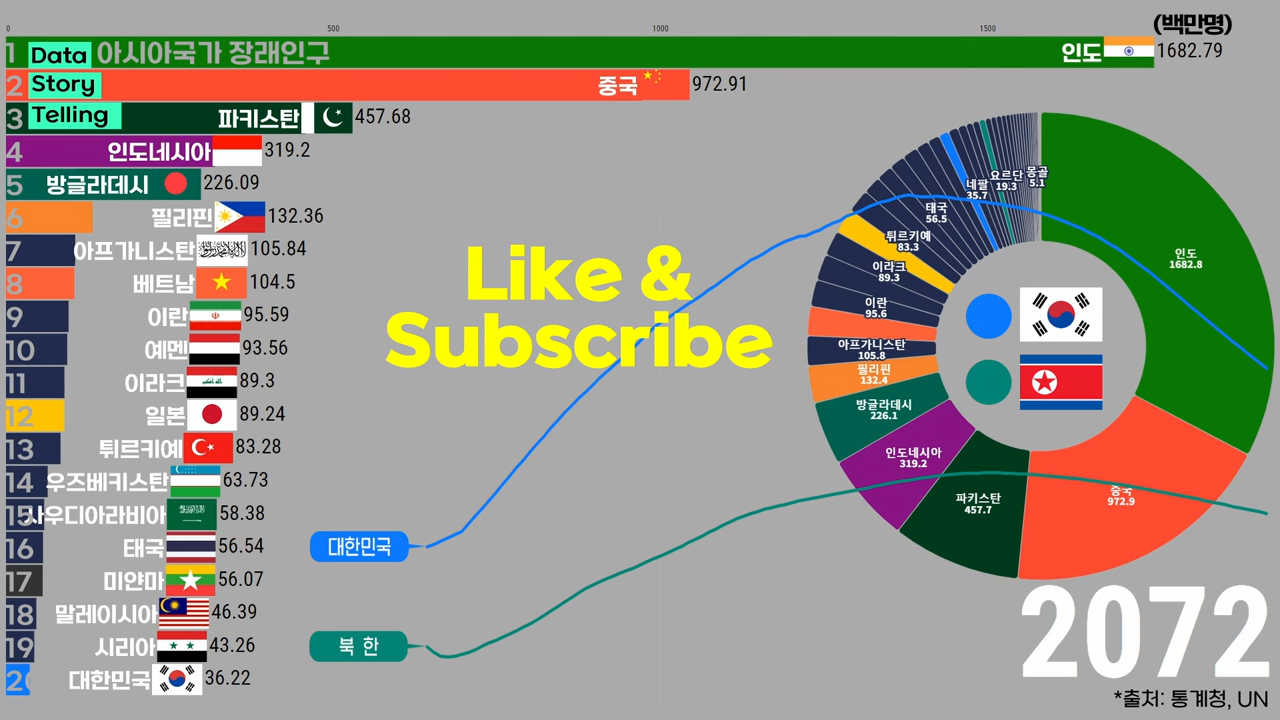 0 500 1000 1500
(백만명)
1 Data 아시아국가 장래인구 인도 1682.79
2 Story 중국 972.91
3 Telling 파키스탄 457.68
4 인도네시아 319.2
5 방글라데시 226.09
6 필리핀 132.36
7 아프가니스탄 105.84
8 베트남 104.5
9 이란 95.59
10 예멘 93.56
11 이라크 89.3
12 일본 89.24
13 튀르키예 83.28
14 우즈베키스탄 63.73
15 사우디아라비아 58.38
16 태국 56.54
17 미얀마 56.07
18 말레이시아 46.39
19 시리아 43.26
20 대한민국 36.22
Like &
Subscribe
대한민국
북 한
인도
1682.8
중국
972.9
파키스탄
457.7
인도네시아
319.2
방글라데시
226.1
필리핀
132.4
아프가니스탄
105.8
이란
95.6
이라크
89.3
튀르키예
83.3
태국
56.5
네팔
35.7
요르단
19.3
몽골
5.1
2072
*출처: 통계청, UN